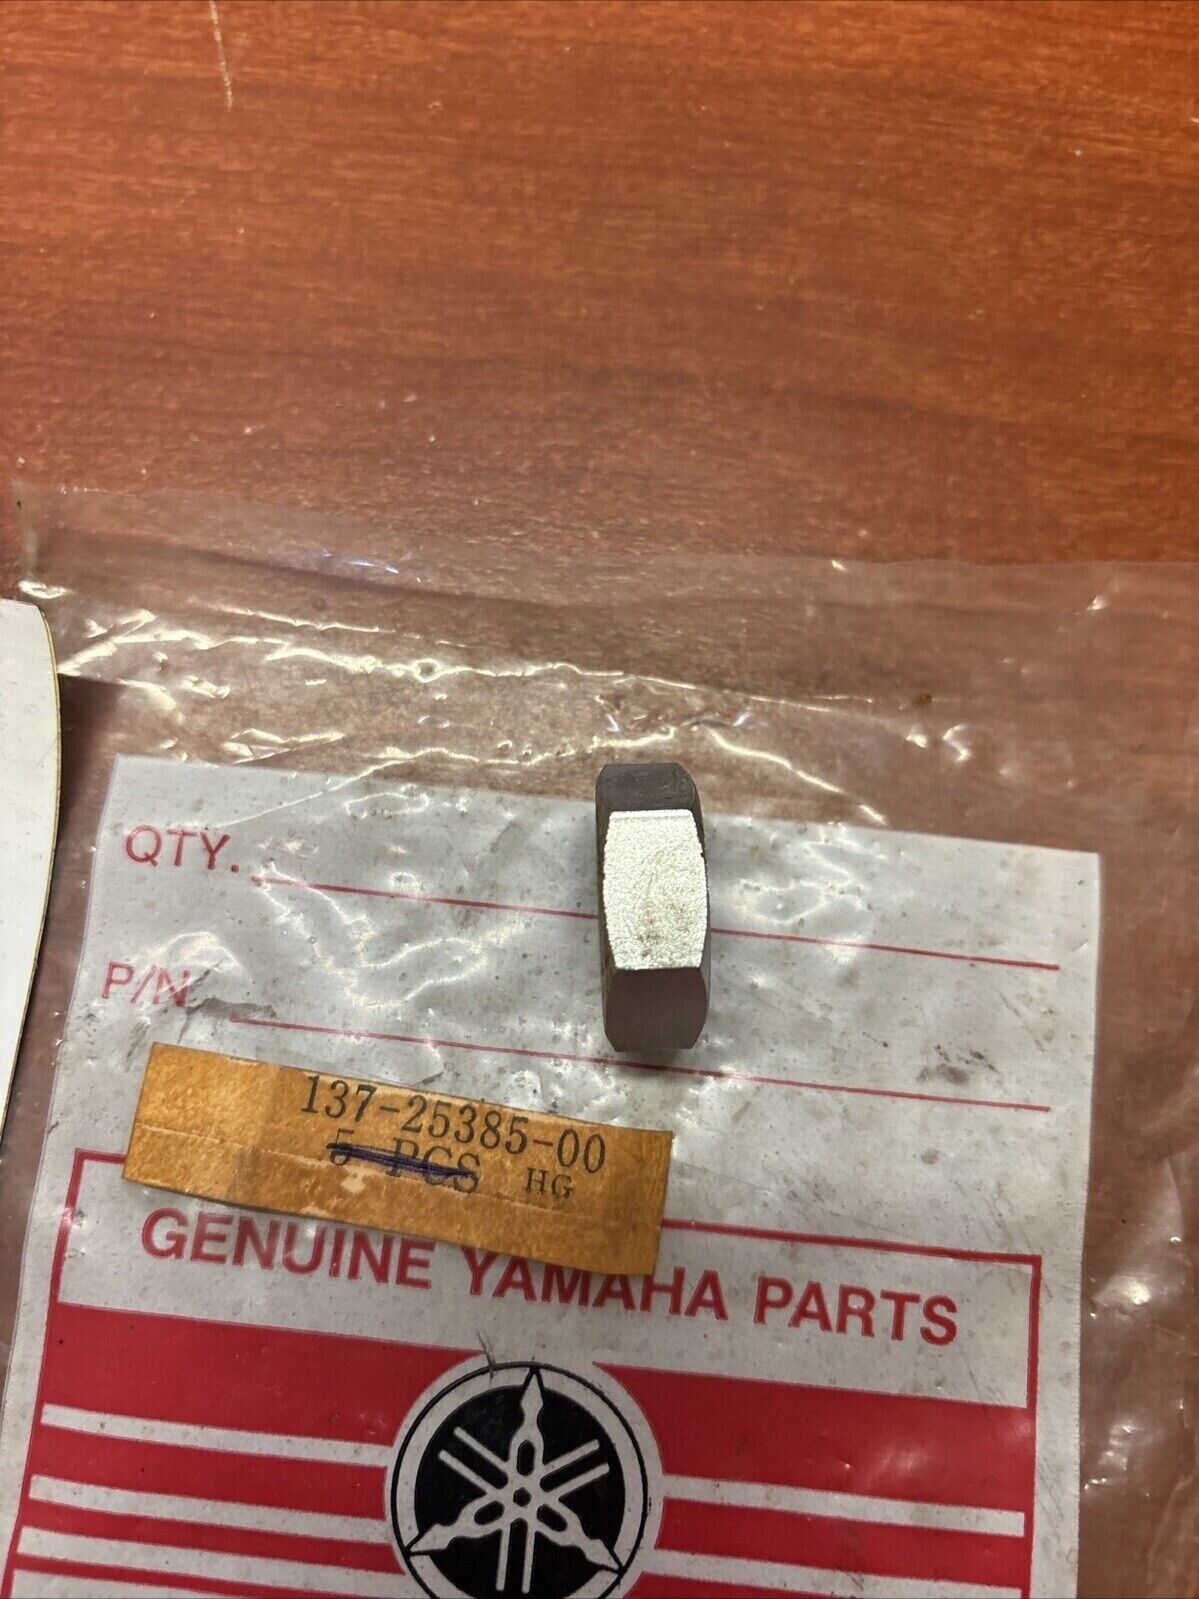 QTY.
P/N
137-25385-00
5 PCS HG
GENUINE YAMAHA PARTS